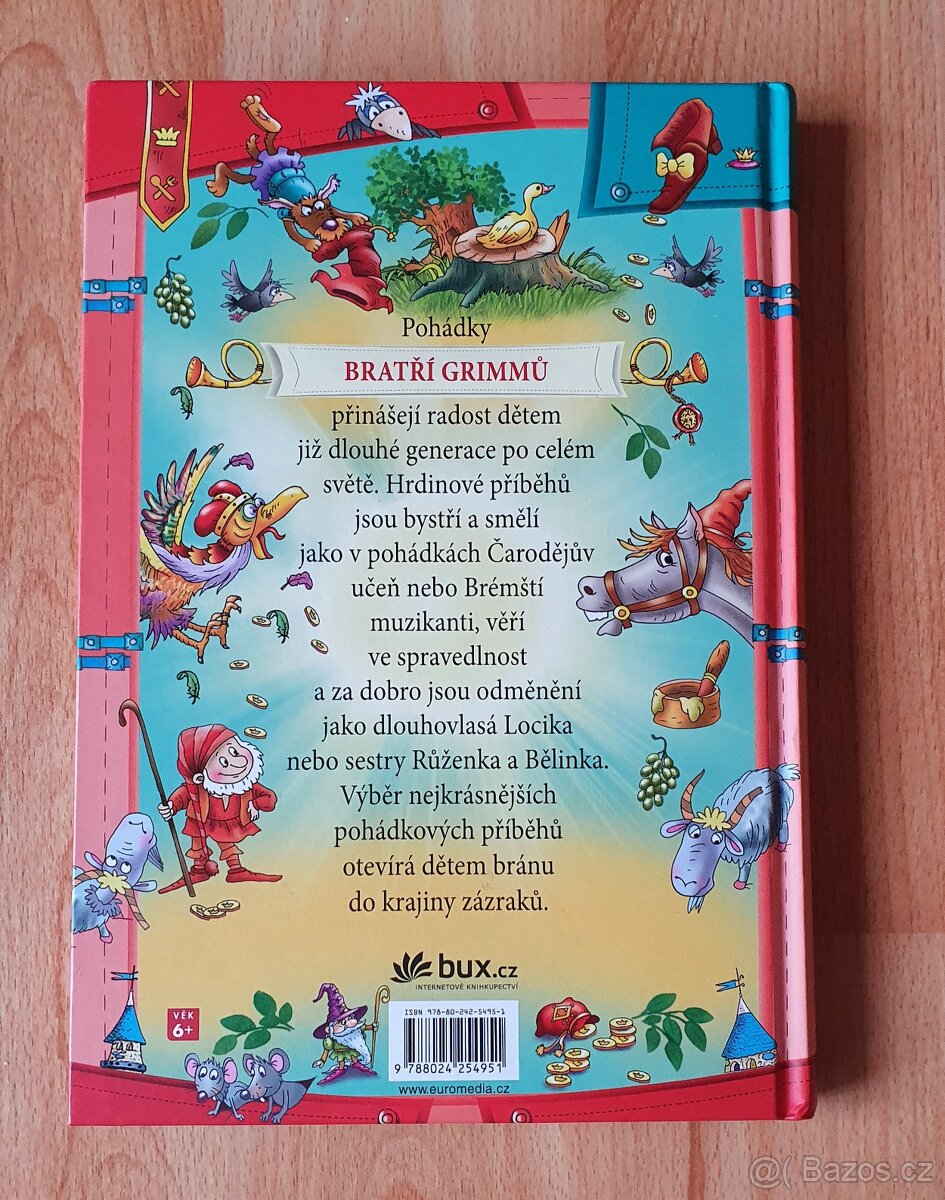 Pohádky
BRATŘÍ GRIMMŮ
přinášejí radost dětem
již dlouhé generace po celém
světě. Hrdinové příběhů
jsou bystří a smělí
jako v pohádkách Čarodějův
učeň nebo Brémští
muzikanti, věří
ve spravedlnost
a za dobro jsou odměnění
jako dlouhovlasá Locika
nebo sestry Růženka a Bělinka.
Výběr nejkrásnějších
pohádkových příběhů
otevírá dětem bránu
do krajiny zázraků.
bux.cz
INTERNETOVÉ KNIHKUPECTVÍ
VĚK
6+
ISBN 978-80-242-5495-1
9 788024 254951
www.euromedia.cz
@( Bazos.cz